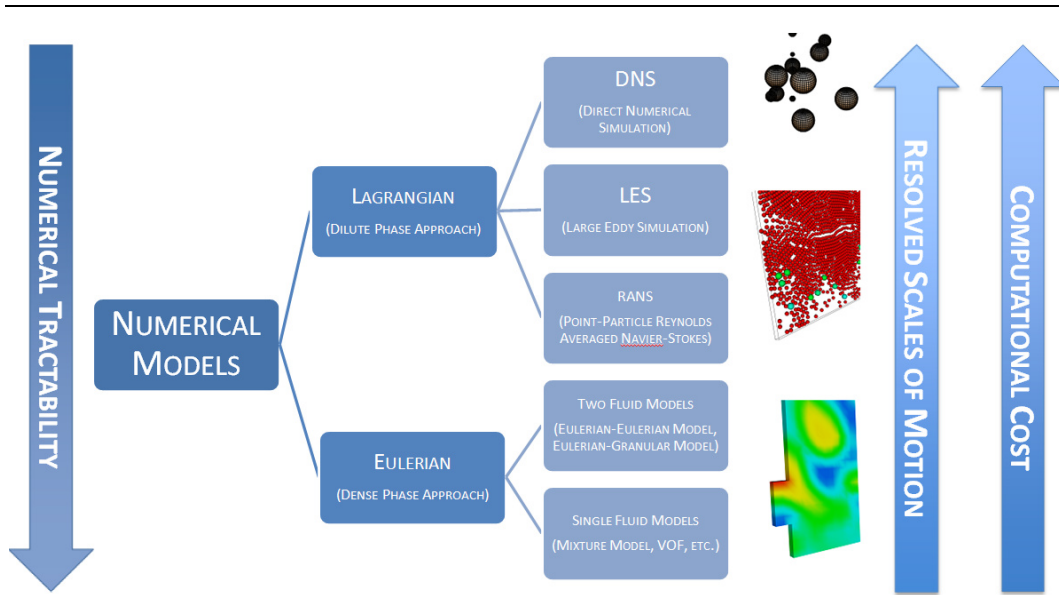 NUMERICAL TRACTABILITY
NUMERICAL
MODELS
LAGRANGIAN
(DILUTE PHASE APPROACH)
EULERIAN
(DENSE PHASE APPROACH)
DNS
(DIRECT NUMERICAL
SIMULATION)
LES
(LARGE EDDY SIMULATION)
RANS
(POINT-PARTICLE REYNOLDS
AVERAGED NAVIER-STOKES)
TWO FLUID MODELS
(EULERIAN-EULERIAN MODEL,
EULERIAN-GRANULAR MODEL)
SINGLE FLUID MODELS
(MIXTURE MODEL, VOF, ETC.)
RESOLVED SCALES OF MOTION
COMPUTATIONAL COST